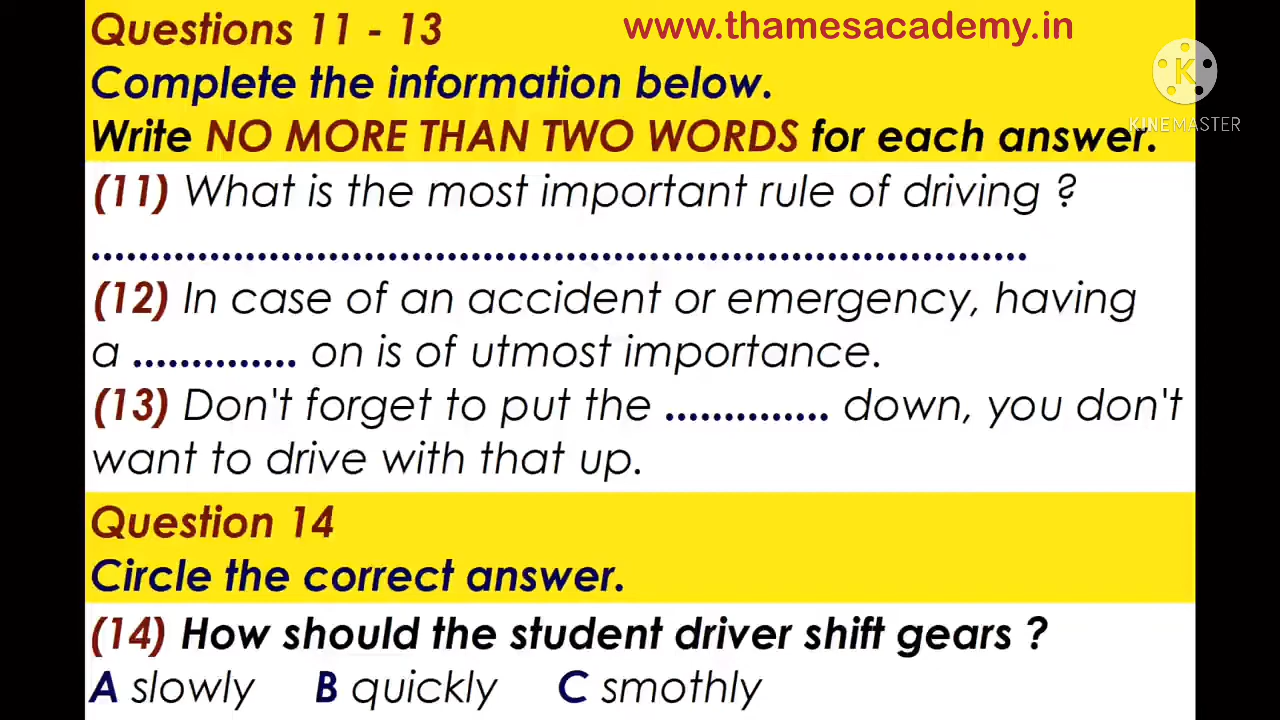 Questions 11 - 13
www.thamesacademy.in
Complete the information below.
K
KINEMASTER
Write NO MORE THAN TWO WORDS for each answer.
(11) What is the most important rule of driving ?
..............................................................................
(12) In case of an accident or emergency, having
a .............. on is of utmost importance.
(13) Don't forget to put the .............. down, you don't
want to drive with that up.
Question 14
Circle the correct answer.
(14) How should the student driver shift gears ?
A slowly B quickly C smothly